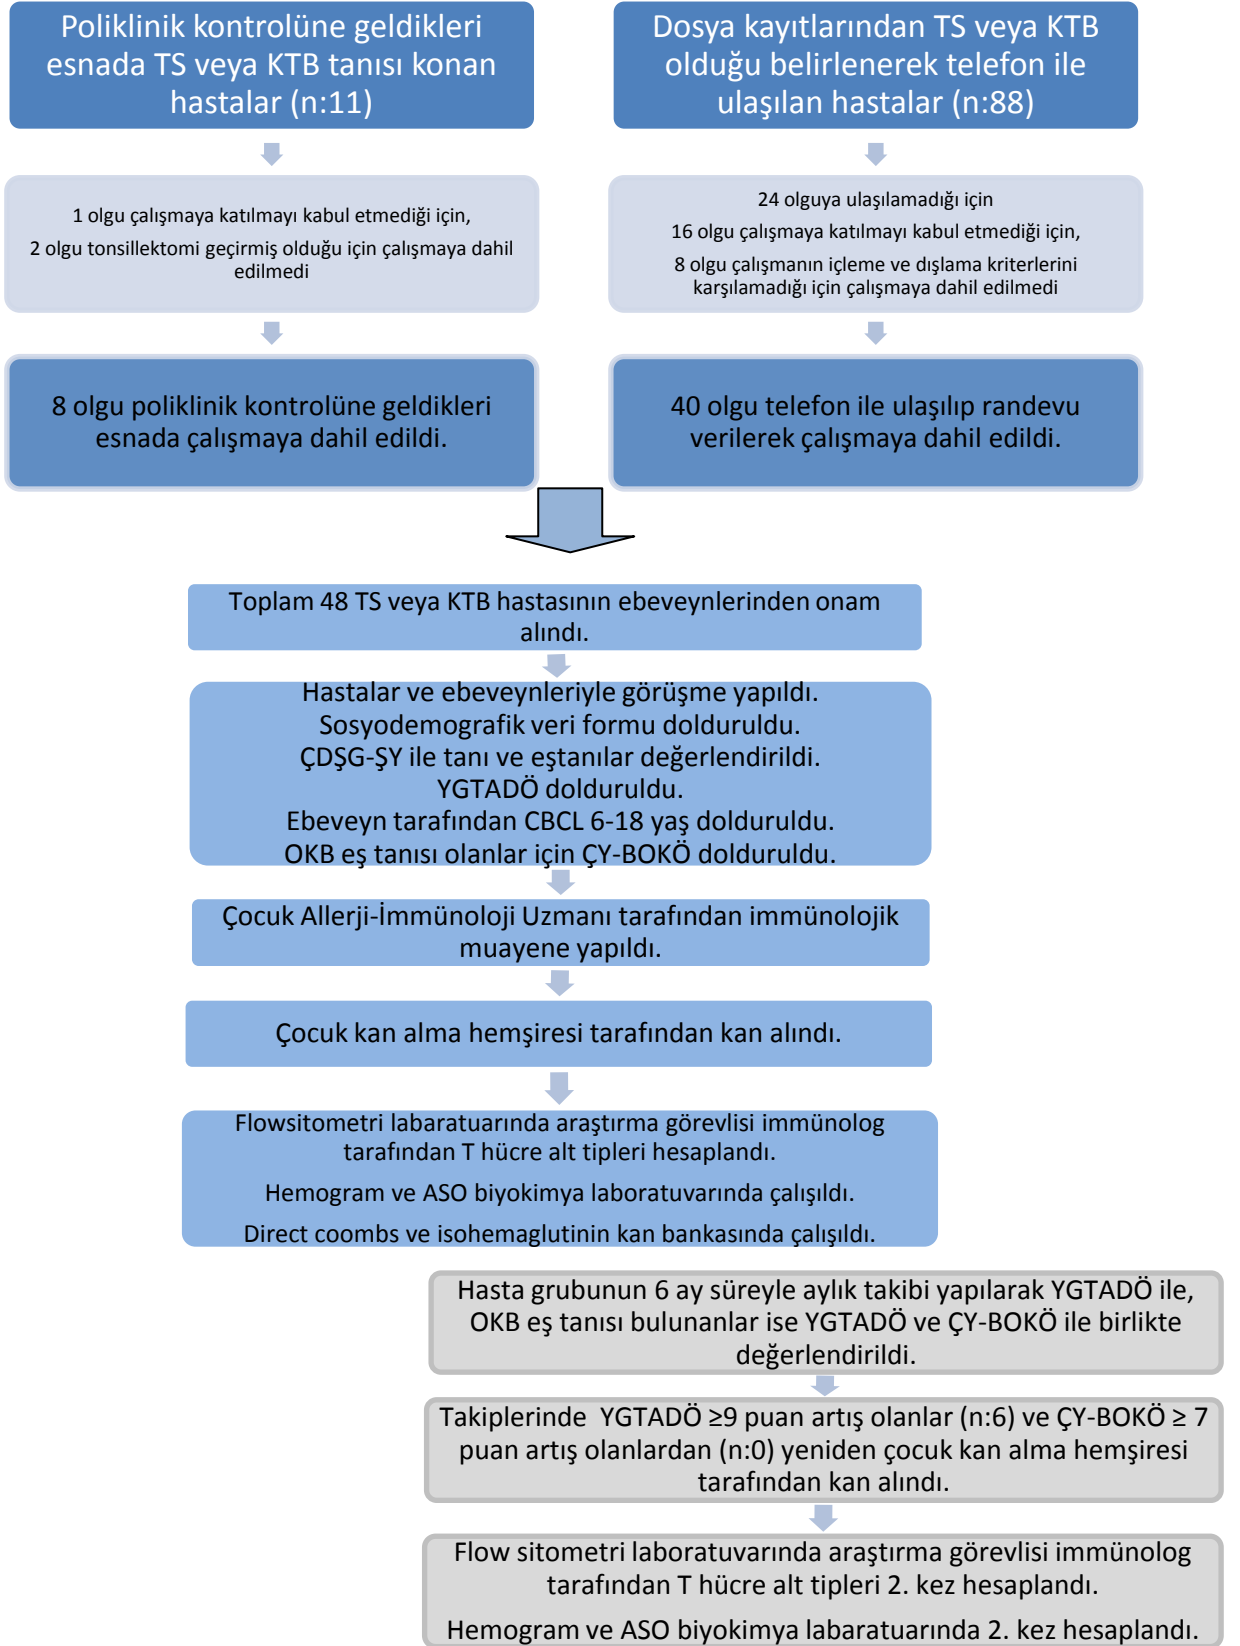 Poliklinik kontrolüne geldikleri
esnada TS veya KTB tanısı konan
hastalar (n:11)
Dosya kayıtlarından TS veya KTB
olduğu belirlenerek telefon ile
ulaşılan hastalar (n:88)
1 olgu çalışmaya katılmayı kabul etmediği için,
2 olgu tonsillektomi geçirmiş olduğu için çalışmaya dahil
edilmedi
24 olguya ulaşılamadığı için
16 olgu çalışmaya katılmayı kabul etmediği için,
8 olgu çalışmanın içleme ve dışlama kriterlerini
karşılamadığı için çalışmaya dahil edilmedi
8 olgu poliklinik kontrolüne geldikleri
esnada çalışmaya dahil edildi.
40 olgu telefon ile ulaşılıp randevu
verilerek çalışmaya dahil edildi.
Toplam 48 TS veya KTB hastasının ebeveynlerinden onam
alındı.
Hastalar ve ebeveynleriyle görüşme yapıldı.
Sosyodemografik veri formu dolduruldu.
ÇDŞG-ŞY ile tanı ve eştanılar değerlendirildi.
YGTADÖ dolduruldu.
Ebeveyn tarafından CBCL 6-18 yaş dolduruldu.
OKB eş tanısı olanlar için ÇY-BOKÖ dolduruldu.
Çocuk Allerji-İmmünoloji Uzmanı tarafından immünolojik
muayene yapıldı.
Çocuk kan alma hemşiresi tarafından kan alındı.
Flowsitometri labaratuarında araştırma görevlisi immünolog
tarafından T hücre alt tipleri hesaplandı.
Hemogram ve ASO biyokimya laboratuvarında çalışıldı.
Direct coombs ve isohemaglutinin kan bankasında çalışıldı.
Hasta grubunun 6 ay süreyle aylık takibi yapılarak YGTADÖ ile,
OKB eş tanısı bulunanlar ise YGTADÖ ve ÇY-BOKÖ ile birlikte
değerlendirildi.
Takiplerinde YGTADÖ ≥9 puan artış olanlar (n:6) ve ÇY-BOKÖ ≥ 7
puan artış olanlardan (n:0) yeniden çocuk kan alma hemşiresi
tarafından kan alındı.
Flow sitometri laboratuvarında araştırma görevlisi immünolog
tarafından T hücre alt tipleri 2. kez hesaplandı.
Hemogram ve ASO biyokimya labaratuarında 2. kez hesaplandı.